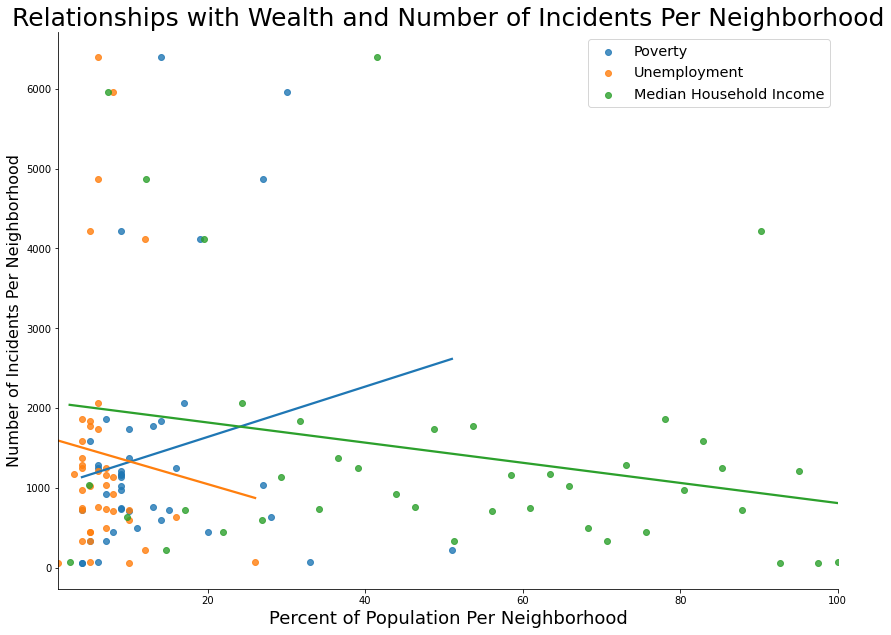 Relationships with Wealth and Number of Incidents Per Neighborhood
Poverty
Unemployment
Median Household Income
Number of Incidents Per Neighborhood
6000
5000
4000
3000
2000
1000
0
20 40 60 80 100
Percent of Population Per Neighborhood